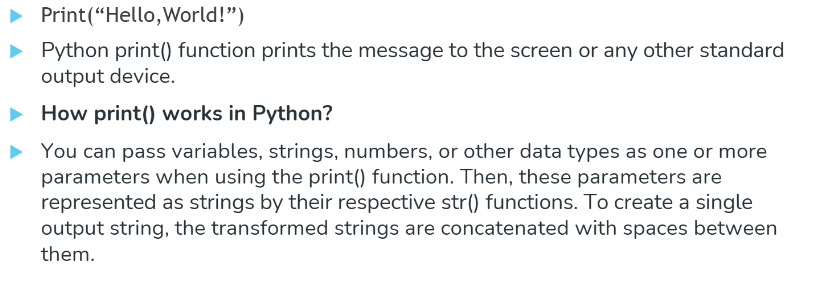 Print(“Hello,World!”)
Python print() function prints the message to the screen or any other standard
output device.
How print() works in Python?
You can pass variables, strings, numbers, or other data types as one or more
parameters when using the print() function. Then, these parameters are
represented as strings by their respective str() functions. To create a single
output string, the transformed strings are concatenated with spaces between
them.